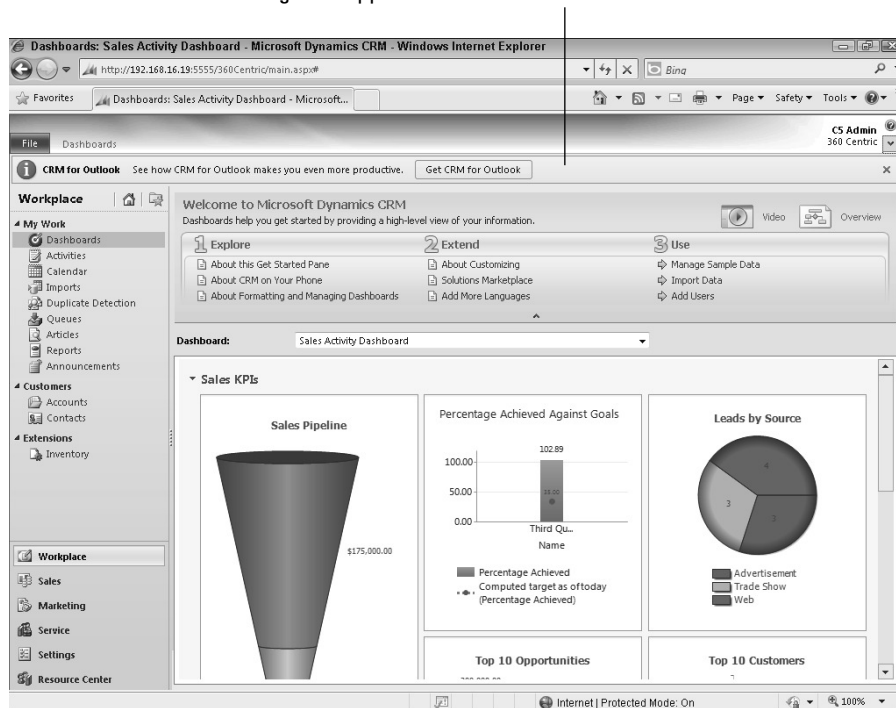 Dashboards: Sales Activity Dashboard - Microsoft Dynamics CRM - Windows Internet Explorer
http://192.168.16.19:5555/360Centric/main.aspx#
Bing
Favorites
Dashboards: Sales Activity Dashboard - Microsoft...
Page
Safety
Tools
File
Dashboards
C5 Admin
360 Centric
CRM for Outlook See how CRM for Outlook makes you even more productive.
Get CRM for Outlook
Workplace
My Work
Dashboards
Activities
Calendar
Imports
Duplicate Detection
Queues
Articles
Reports
Announcements
Customers
Accounts
Contacts
Extensions
Inventory
Workplace
Sales
Marketing
Service
Settings
Resource Center
Welcome to Microsoft Dynamics CRM
Dashboards help you get started by providing a high-level view of your information.
Video
Overview
1 Explore
About this Get Started Pane
About CRM on Your Phone
About Formatting and Managing Dashboards
2 Extend
About Customizing
Solutions Marketplace
Add More Languages
3 Use
Manage Sample Data
Import Data
Add Users
Dashboard:
Sales Activity Dashboard
Sales KPIs
Sales Pipeline
$175,000.00
Percentage Achieved Against Goals
102.89
100.00
50.00
0.00
Third Qu...
Name
Percentage Achieved
Computed target as of today
(Percentage Achieved)
Leads by Source
4
3
Advertisement
Trade Show
Web
Top 10 Opportunities
Top 10 Customers
Internet | Protected Mode: On
100%